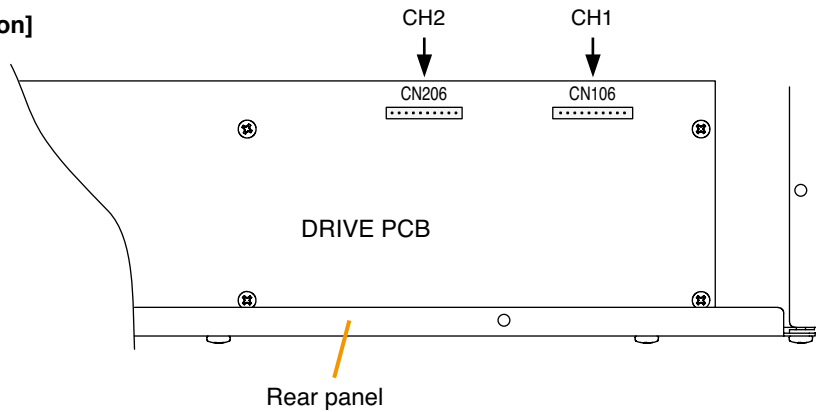 on]
CH2 CH1
CN206 CN106
DRIVE PCB
Rear panel